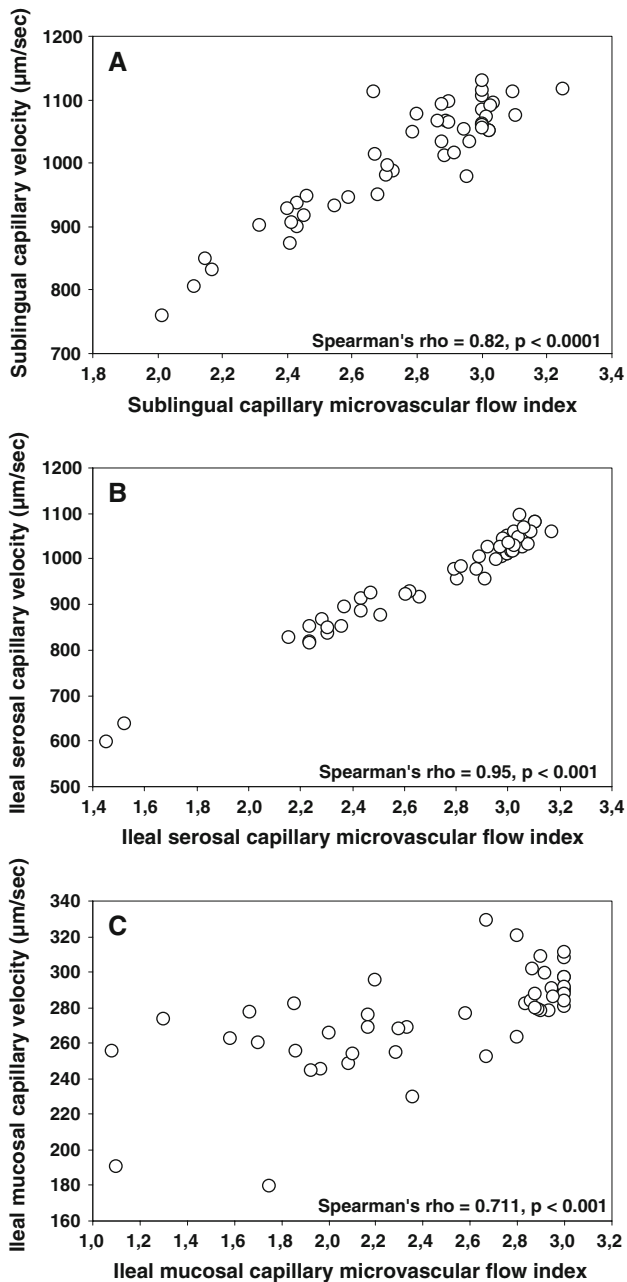 A
Sublingual capillary velocity (µm/sec)
1200
1100
1000
900
800
700
Spearman's rho = 0.82, p < 0.0001
1,8 2,0 2,2 2,4 2,6 2,8 3,0 3,2 3,4
Sublingual capillary microvascular flow index
B
Ileal serosal capillary velocity (µm/sec)
1200
1100
1000
900
800
700
600
500
Spearman's rho = 0.95, p < 0.001
1,4 1,6 1,8 2,0 2,2 2,4 2,6 2,8 3,0 3,2 3,4
Ileal serosal capillary microvascular flow index
C
Ileal mucosal capillary velocity (µm/sec)
340
320
300
280
260
240
220
200
180
160
Spearman's rho = 0.711, p < 0.001
1,0 1,2 1,4 1,6 1,8 2,0 2,2 2,4 2,6 2,8 3,0 3,2
Ileal mucosal capillary microvascular flow index